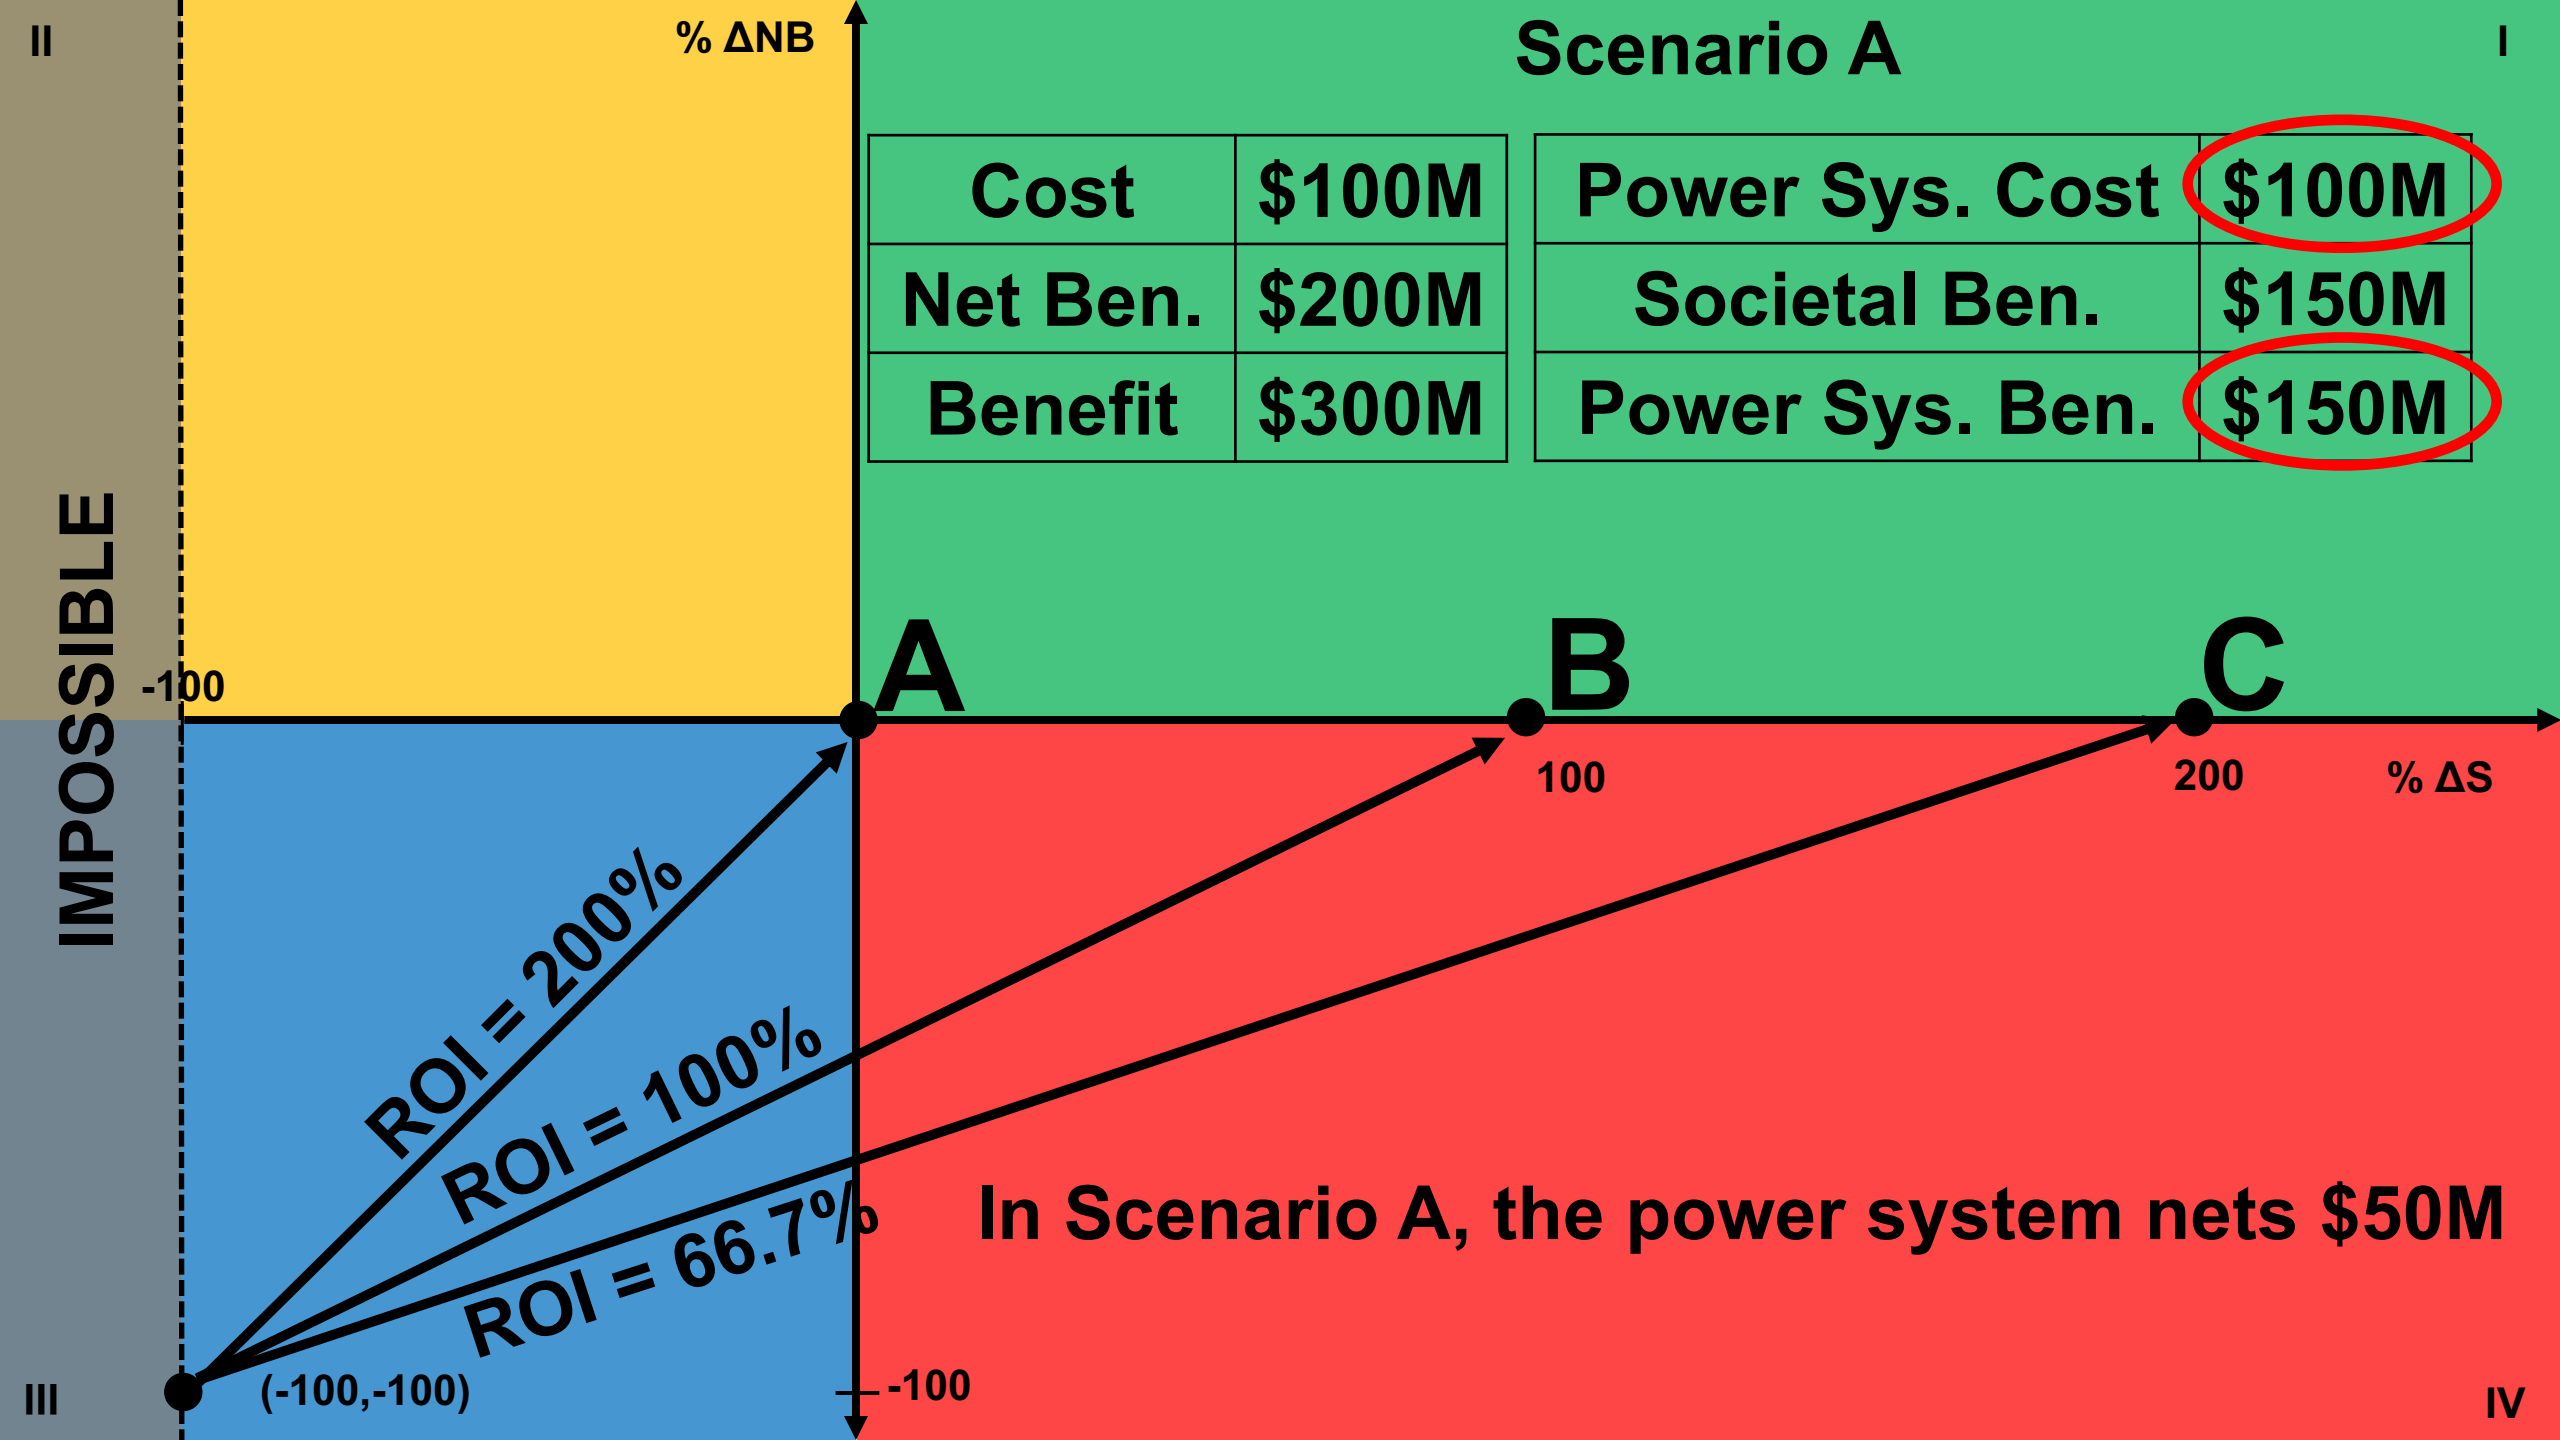 II
% ΔNB
Scenario A
I
Cost $100M
Net Ben. $200M
Benefit $300M
Power Sys. Cost $100M
Societal Ben. $150M
Power Sys. Ben. $150M
IMPOSSIBLE
-100
A
B
C
100
200
% ΔS
ROI = 200%
ROI = 100%
ROI = 66.7%
In Scenario A, the power system nets $50M
III
(-100,-100)
-100
IV